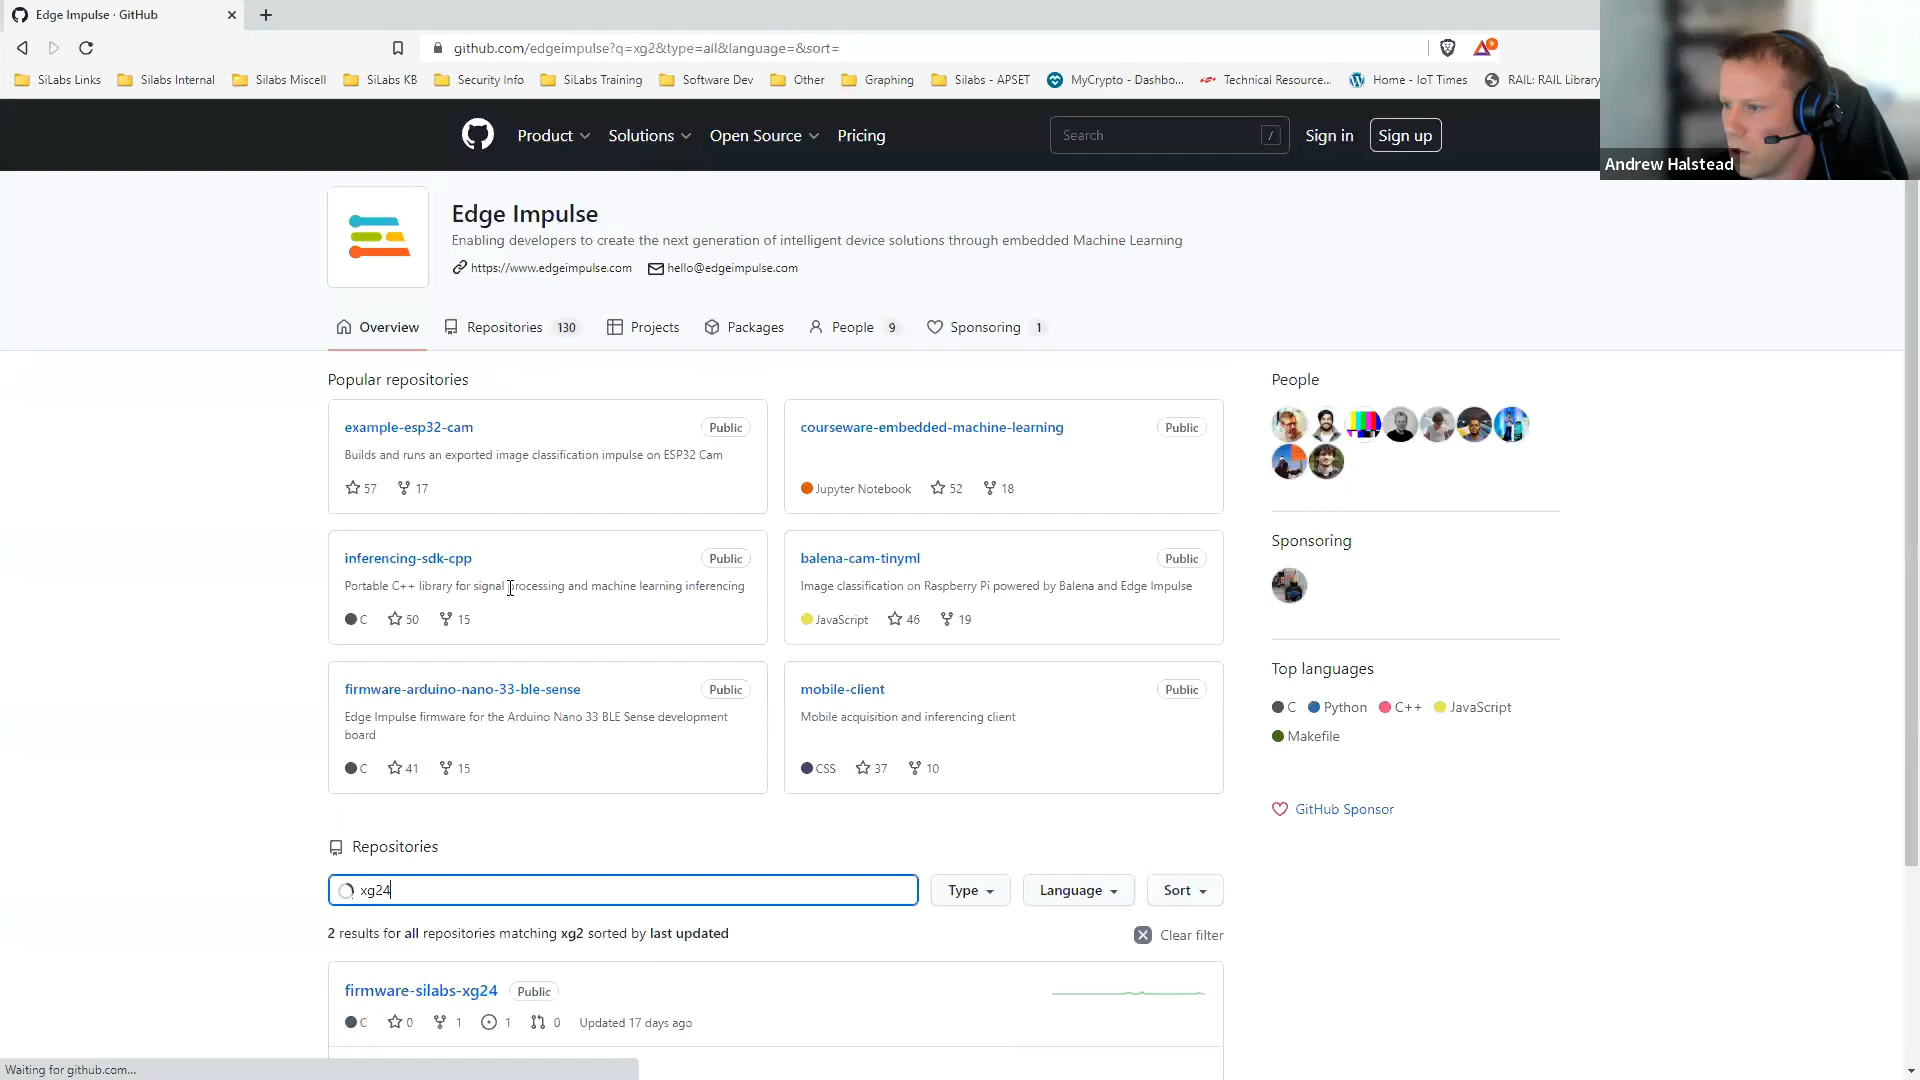 Edge Impulse · GitHub
github.com/edgeimpulse?q=xg2&type=all&language=&sort=
9
SiLabs Links
Silabs Internal
Silabs Miscell
SiLabs KB
Security Info
SiLabs Training
Software Dev
Other
Graphing
Silabs - APSET
MyCrypto - Dashbo...
Technical Resource...
Home - IoT Times
RAIL: RAIL Library
Product
Solutions
Open Source
Pricing
Search
/
Sign in
Sign up
Andrew Halstead
Edge Impulse
Enabling developers to create the next generation of intelligent device solutions through embedded Machine Learning
https://www.edgeimpulse.com
hello@edgeimpulse.com
Overview
Repositories 130
Projects
Packages
People 9
Sponsoring 1
Popular repositories
example-esp32-cam
Public
Builds and runs an exported image classification impulse on ESP32 Cam
57
17
courseware-embedded-machine-learning
Public
Jupyter Notebook
52
18
inferencing-sdk-cpp
Public
Portable C++ library for signal processing and machine learning inferencing
C
50
15
balena-cam-tinyml
Public
Image classification on Raspberry Pi powered by Balena and Edge Impulse
JavaScript
46
19
firmware-arduino-nano-33-ble-sense
Public
Edge Impulse firmware for the Arduino Nano 33 BLE Sense development
board
C
41
15
mobile-client
Public
Mobile acquisition and inferencing client
CSS
37
10
People
Sponsoring
Top languages
C
Python
C++
JavaScript
Makefile
GitHub Sponsor
Repositories
xg24
Type
Language
Sort
2 results for all repositories matching xg2 sorted by last updated
Clear filter
firmware-silabs-xg24
Public
C
0
1
1
0
Updated 17 days ago
Waiting for github.com...